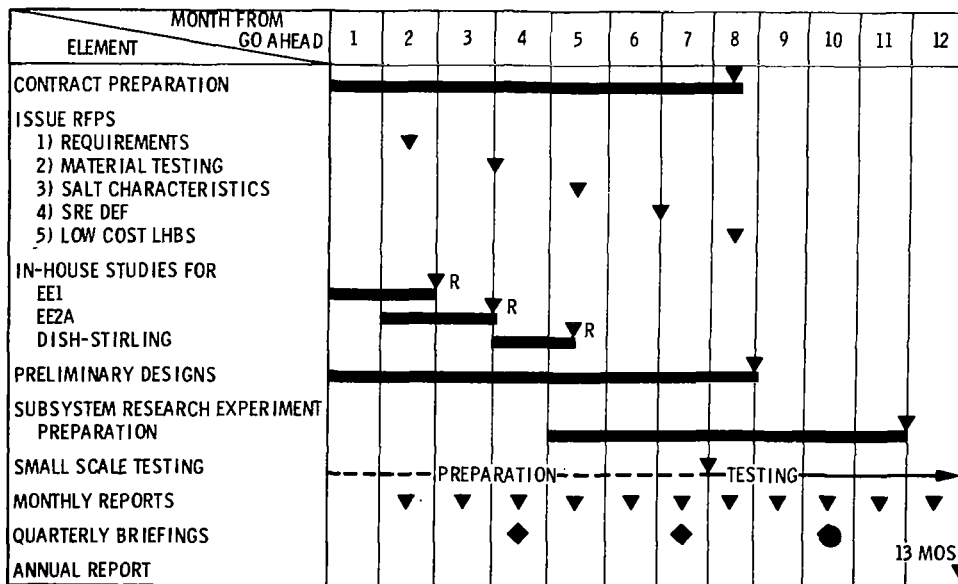 MONTH FROM
GO AHEAD
ELEMENT
1 2 3 4 5 6 7 8 9 10 11 12
CONTRACT PREPARATION
ISSUE RFPS
1) REQUIREMENTS
2) MATERIAL TESTING
3) SALT CHARACTERISTICS
4) SRE DEF
5) LOW COST LHBS
IN-HOUSE STUDIES FOR
EE1 R
EE2A R
DISH-STIRLING R
PRELIMINARY DESIGNS
SUBSYSTEM RESEARCH EXPERIMENT
PREPARATION
SMALL SCALE TESTING PREPARATION TESTING
MONTHLY REPORTS
QUARTERLY BRIEFINGS
13 MOS
ANNUAL REPORT